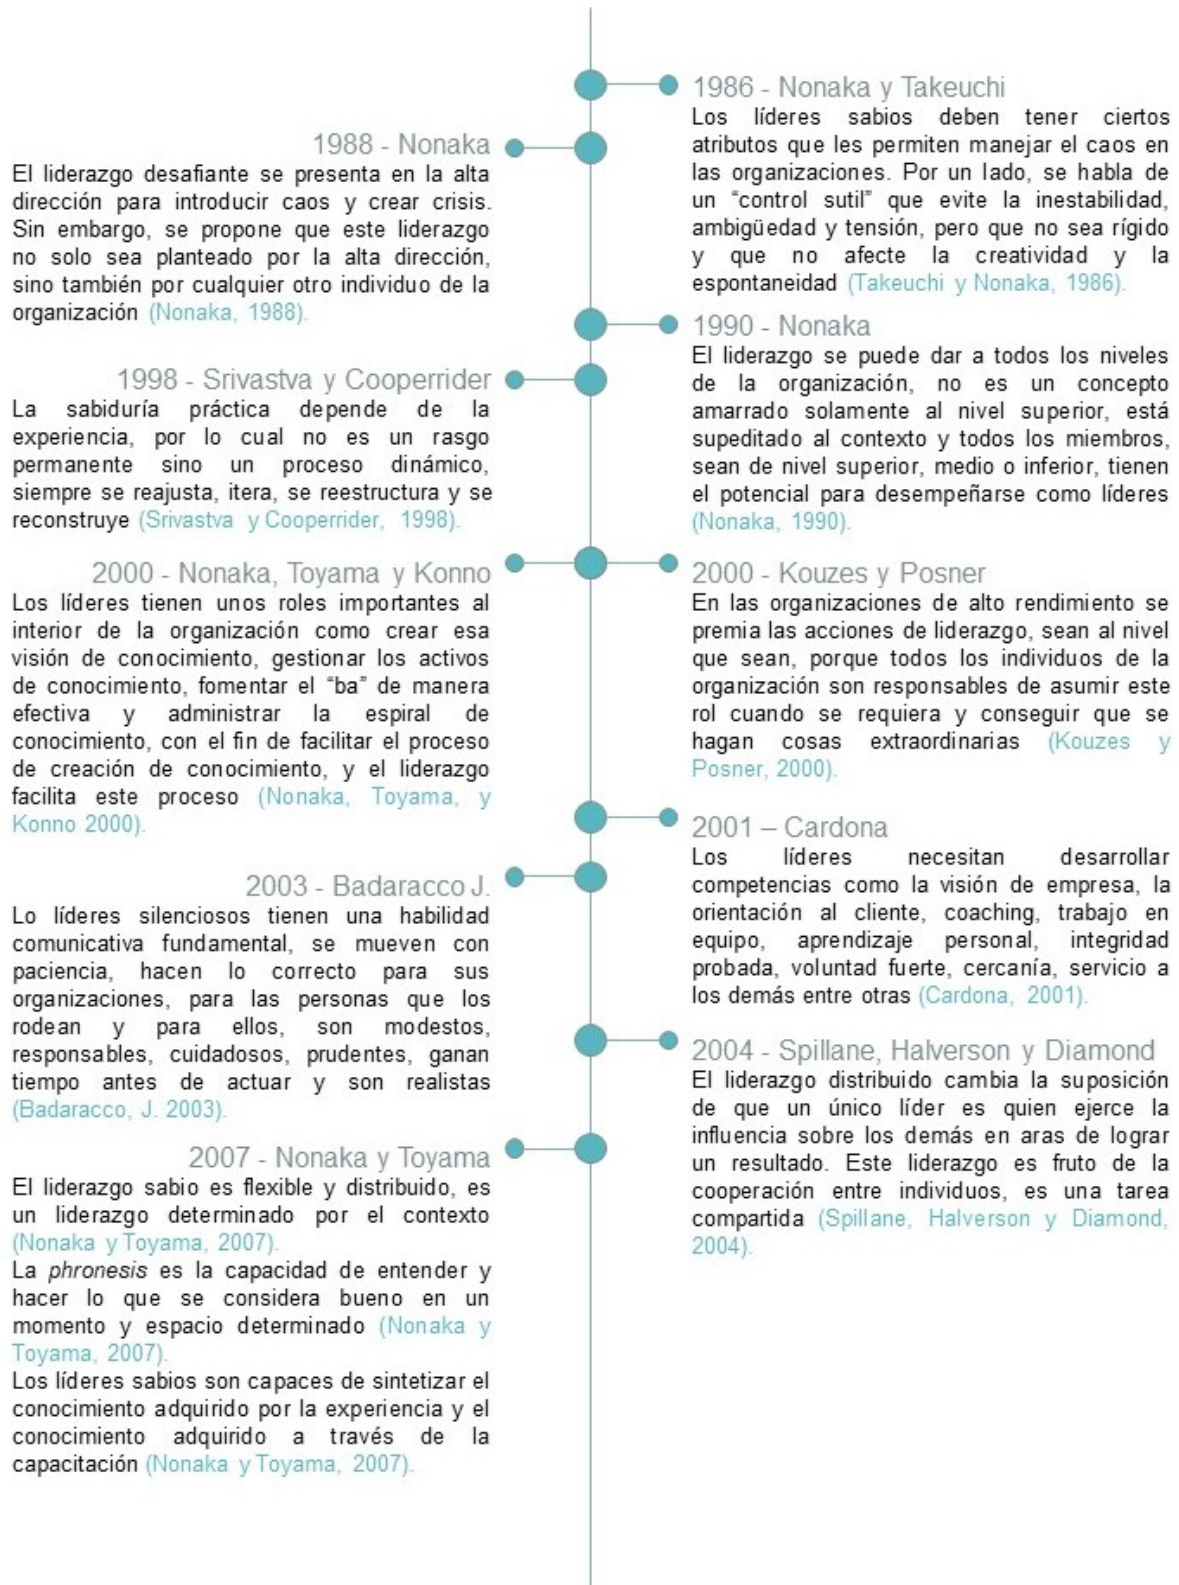 1986 - Nonaka y Takeuchi
Los líderes sabios deben tener ciertos
atributos que les permiten manejar el caos en
las organizaciones. Por un lado, se habla de
un “control sutil” que evite la inestabilidad,
ambigüedad y tensión, pero que no sea rígido
y que no afecte la creatividad y la
espontaneidad (Takeuchi y Nonaka, 1986).
1988 - Nonaka
El liderazgo desafiante se presenta en la alta
dirección para introducir caos y crear crisis.
Sin embargo, se propone que este liderazgo
no solo sea planteado por la alta dirección,
sino también por cualquier otro individuo de la
organización (Nonaka, 1988).
1990 - Nonaka
El liderazgo se puede dar a todos los niveles
de la organización, no es un concepto
amarrado solamente al nivel superior, está
supeditado al contexto y todos los miembros,
sean de nivel superior, medio o inferior, tienen
el potencial para desempeñarse como líderes
(Nonaka, 1990).
1998 - Srivastva y Cooperrider
La sabiduría práctica depende de la
experiencia, por lo cual no es un rasgo
permanente sino un proceso dinámico,
siempre se reajusta, itera, se reestructura y se
reconstruye (Srivastva y Cooperrider, 1998).
2000 - Nonaka, Toyama y Konno
Los líderes tienen unos roles importantes al
interior de la organización como crear esa
visión de conocimiento, gestionar los activos
de conocimiento, fomentar el “ba” de manera
efectiva y administrar la espiral de
conocimiento, con el fin de facilitar el proceso
de creación de conocimiento, y el liderazgo
facilita este proceso (Nonaka, Toyama, y
Konno 2000).
2000 - Kouzes y Posner
En las organizaciones de alto rendimiento se
premia las acciones de liderazgo, sean al nivel
que sean, porque todos los individuos de la
organización son responsables de asumir este
rol cuando se requiera y conseguir que se
hagan cosas extraordinarias (Kouzes y
Posner, 2000).
2001 – Cardona
Los líderes necesitan desarrollar
competencias como la visión de empresa, la
orientación al cliente, coaching, trabajo en
equipo, aprendizaje personal, integridad
probada, voluntad fuerte, cercanía, servicio a
los demás entre otras (Cardona, 2001).
2003 - Badaracco J.
Lo líderes silenciosos tienen una habilidad
comunicativa fundamental, se mueven con
paciencia, hacen lo correcto para sus
organizaciones, para las personas que los
rodean y para ellos, son modestos,
responsables, cuidadosos, prudentes, ganan
tiempo antes de actuar y son realistas
(Badaracco, J. 2003).
2004 - Spillane, Halverson y Diamond
El liderazgo distribuido cambia la suposición
de que un único líder es quien ejerce la
influencia sobre los demás en aras de lograr
un resultado. Este liderazgo es fruto de la
cooperación entre individuos, es una tarea
compartida (Spillane, Halverson y Diamond,
2004).
2007 - Nonaka y Toyama
El liderazgo sabio es flexible y distribuido, es
un liderazgo determinado por el contexto
(Nonaka y Toyama, 2007).
La phronesis es la capacidad de entender y
hacer lo que se considera bueno en un
momento y espacio determinado (Nonaka y
Toyama, 2007).
Los líderes sabios son capaces de sintetizar el
conocimiento adquirido por la experiencia y el
conocimiento adquirido a través de la
capacitación (Nonaka y Toyama, 2007).